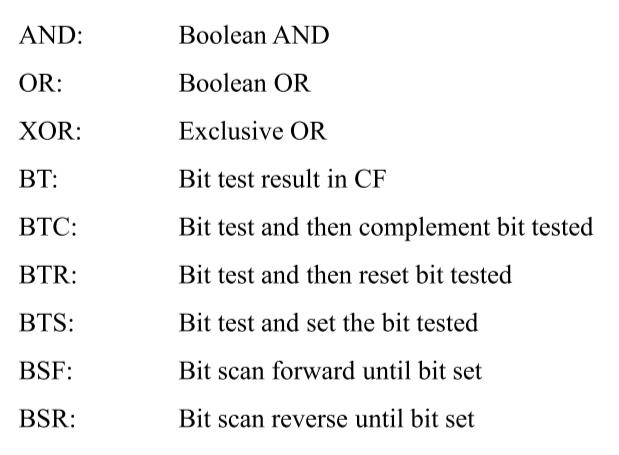 AND: Boolean AND
OR: Boolean OR
XOR: Exclusive OR
BT: Bit test result in CF
BTC: Bit test and then complement bit tested
BTR: Bit test and then reset bit tested
BTS: Bit test and set the bit tested
BSF: Bit scan forward until bit set
BSR: Bit scan reverse until bit set